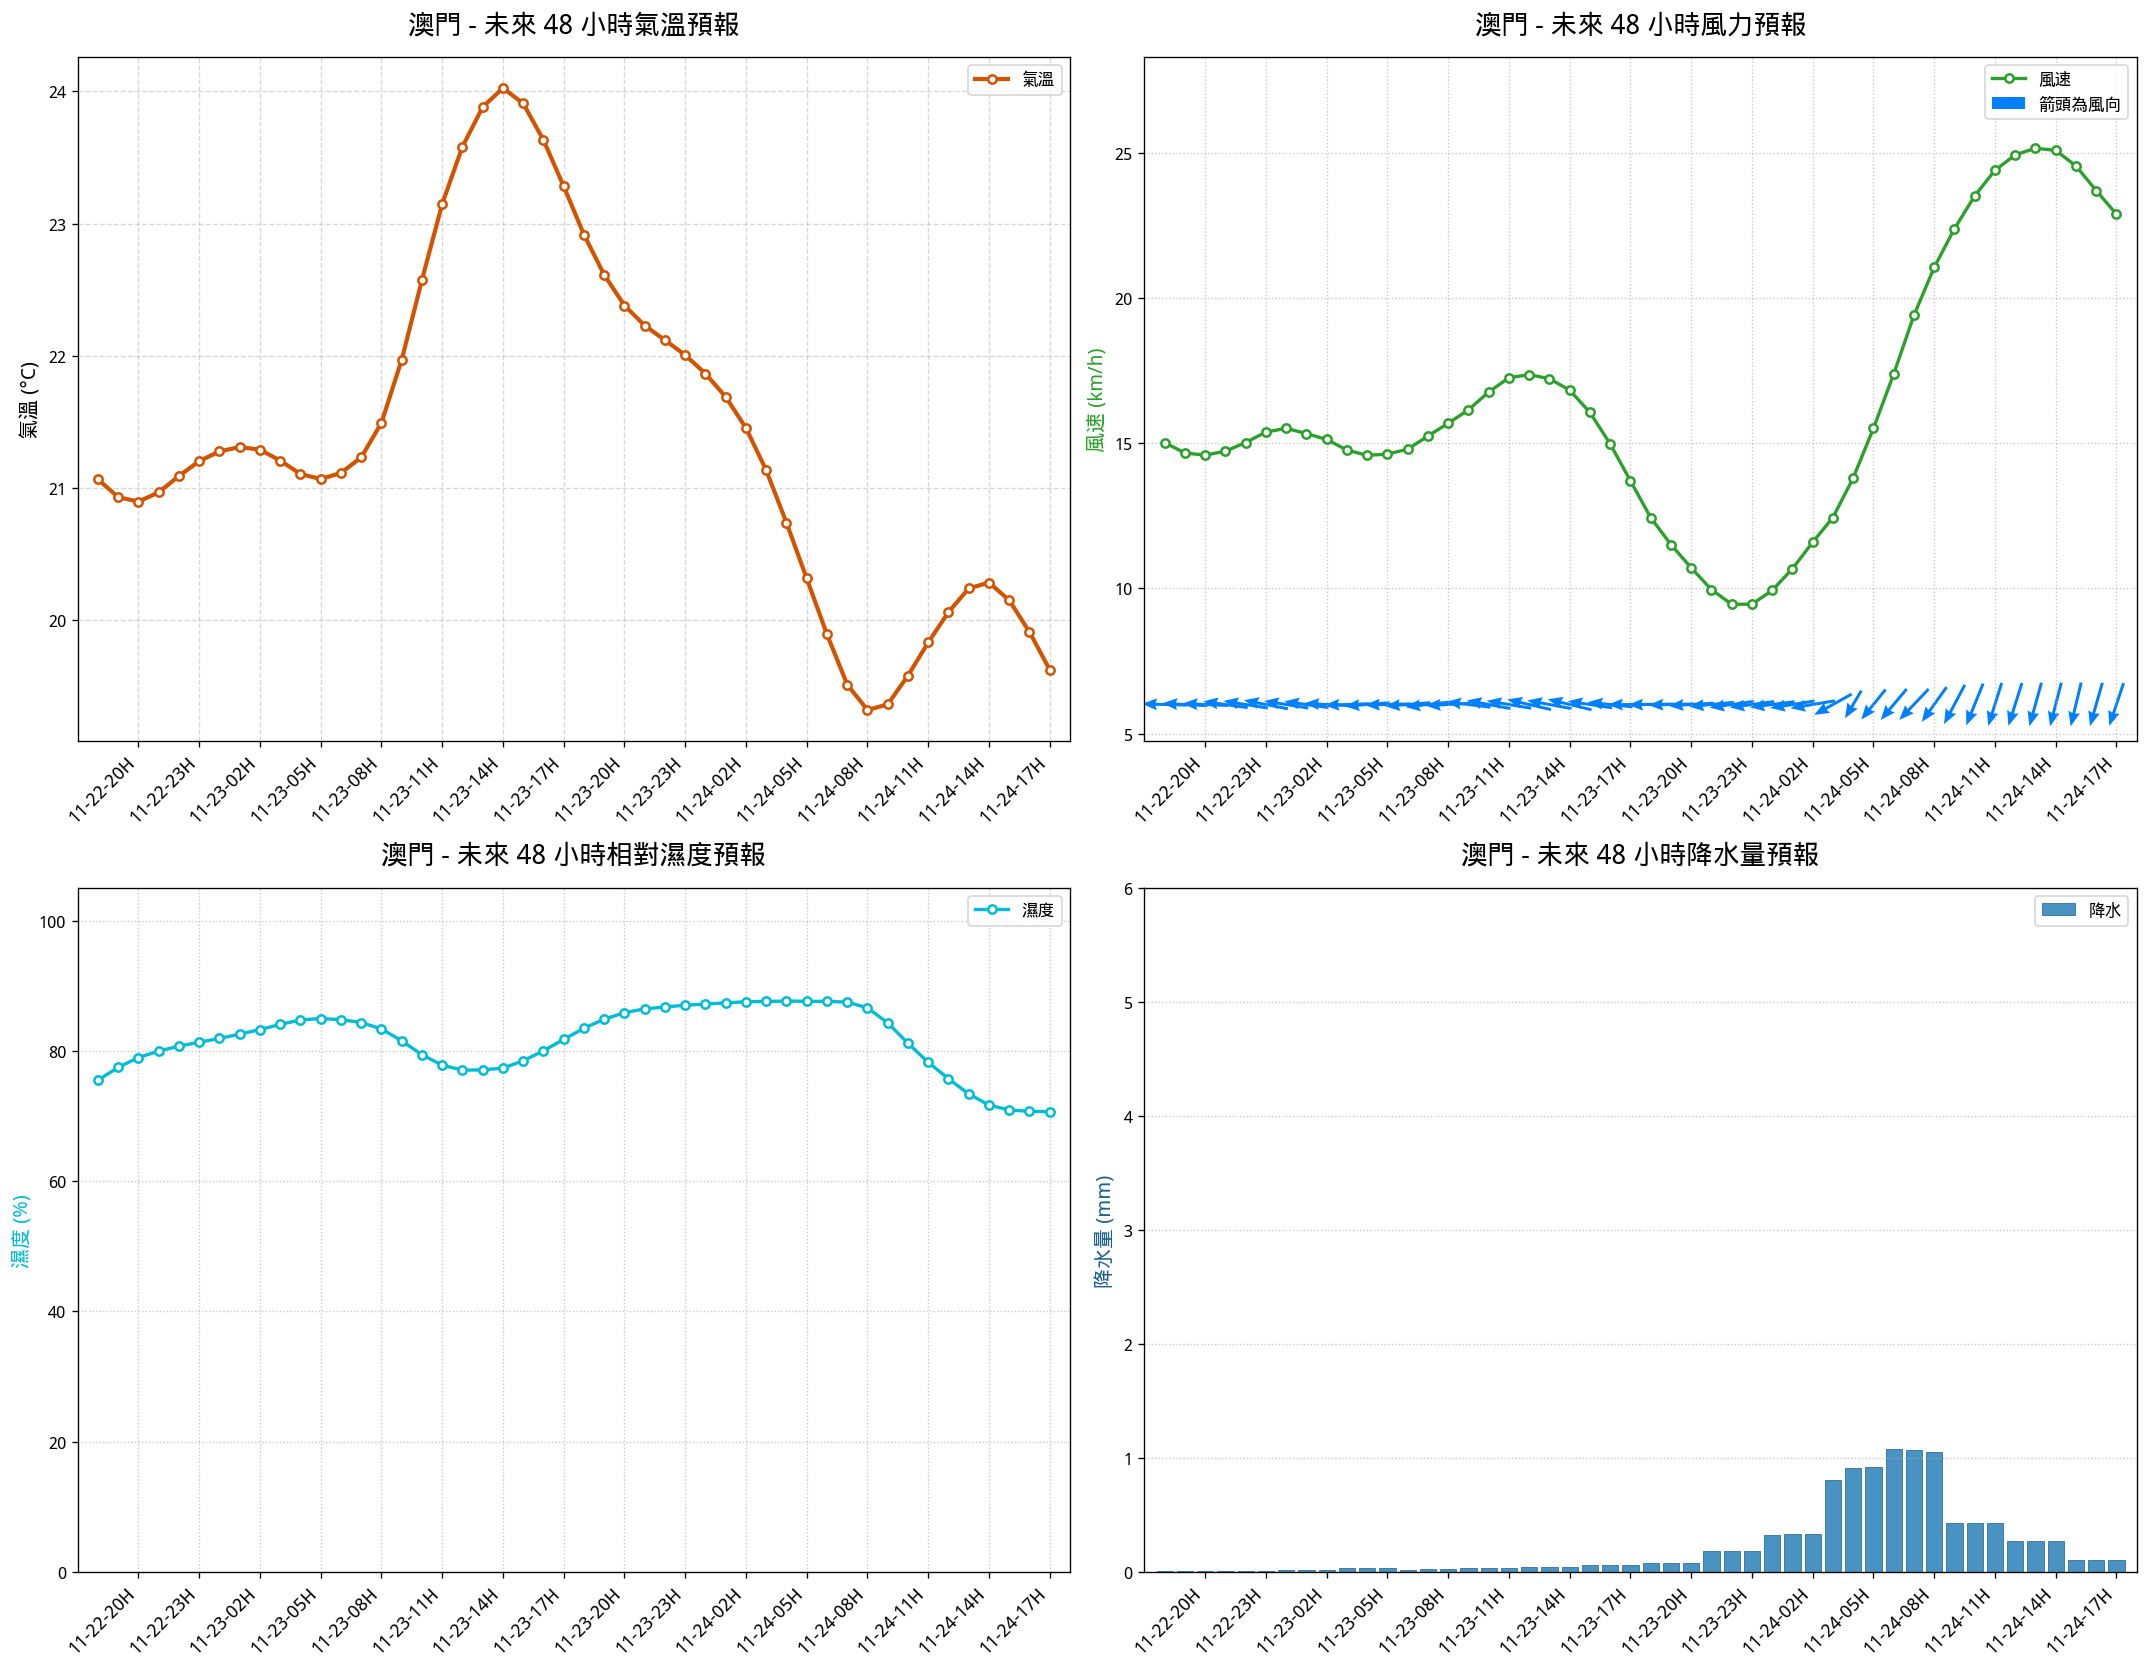 澳門 - 未來 48 小時氣溫預報
氣溫
氣溫 (°C)
24
23
22
21
20
11-22-20H
11-22-23H
11-23-02H
11-23-05H
11-23-08H
11-23-11H
11-23-14H
11-23-17H
11-23-20H
11-23-23H
11-24-02H
11-24-05H
11-24-08H
11-24-11H
11-24-14H
11-24-17H
澳門 - 未來 48 小時風力預報
風速
箭頭為風向
風速 (km/h)
25
20
15
10
5
11-22-20H
11-22-23H
11-23-02H
11-23-05H
11-23-08H
11-23-11H
11-23-14H
11-23-17H
11-23-20H
11-23-23H
11-24-02H
11-24-05H
11-24-08H
11-24-11H
11-24-14H
11-24-17H
澳門 - 未來 48 小時相對濕度預報
濕度
濕度 (%)
100
80
60
40
20
0
11-22-20H
11-22-23H
11-23-02H
11-23-05H
11-23-08H
11-23-11H
11-23-14H
11-23-17H
11-23-20H
11-23-23H
11-24-02H
11-24-05H
11-24-08H
11-24-11H
11-24-14H
11-24-17H
澳門 - 未來 48 小時降水量預報
降水
降水量 (mm)
6
5
4
3
2
1
0
11-22-20H
11-22-23H
11-23-02H
11-23-05H
11-23-08H
11-23-11H
11-23-14H
11-23-17H
11-23-20H
11-23-23H
11-24-02H
11-24-05H
11-24-08H
11-24-11H
11-24-14H
11-24-17H